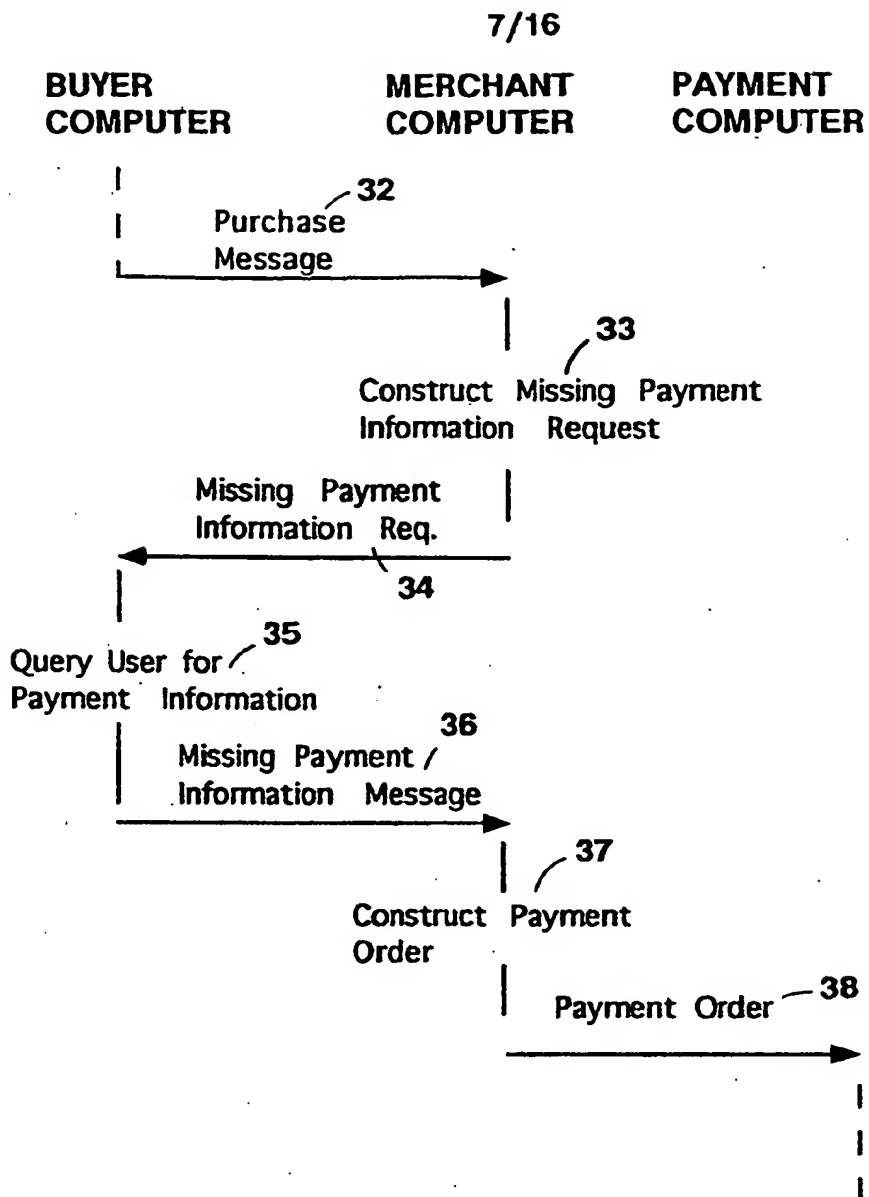 7/16
BUYER
COMPUTER
MERCHANT
COMPUTER
PAYMENT
COMPUTER
32
Purchase
Message
33
Construct Missing Payment
Information Request
Missing Payment
Information Req.
34
35
Query User for
Payment Information
36
Missing Payment
Information Message
37
Construct Payment
Order
38
Payment Order